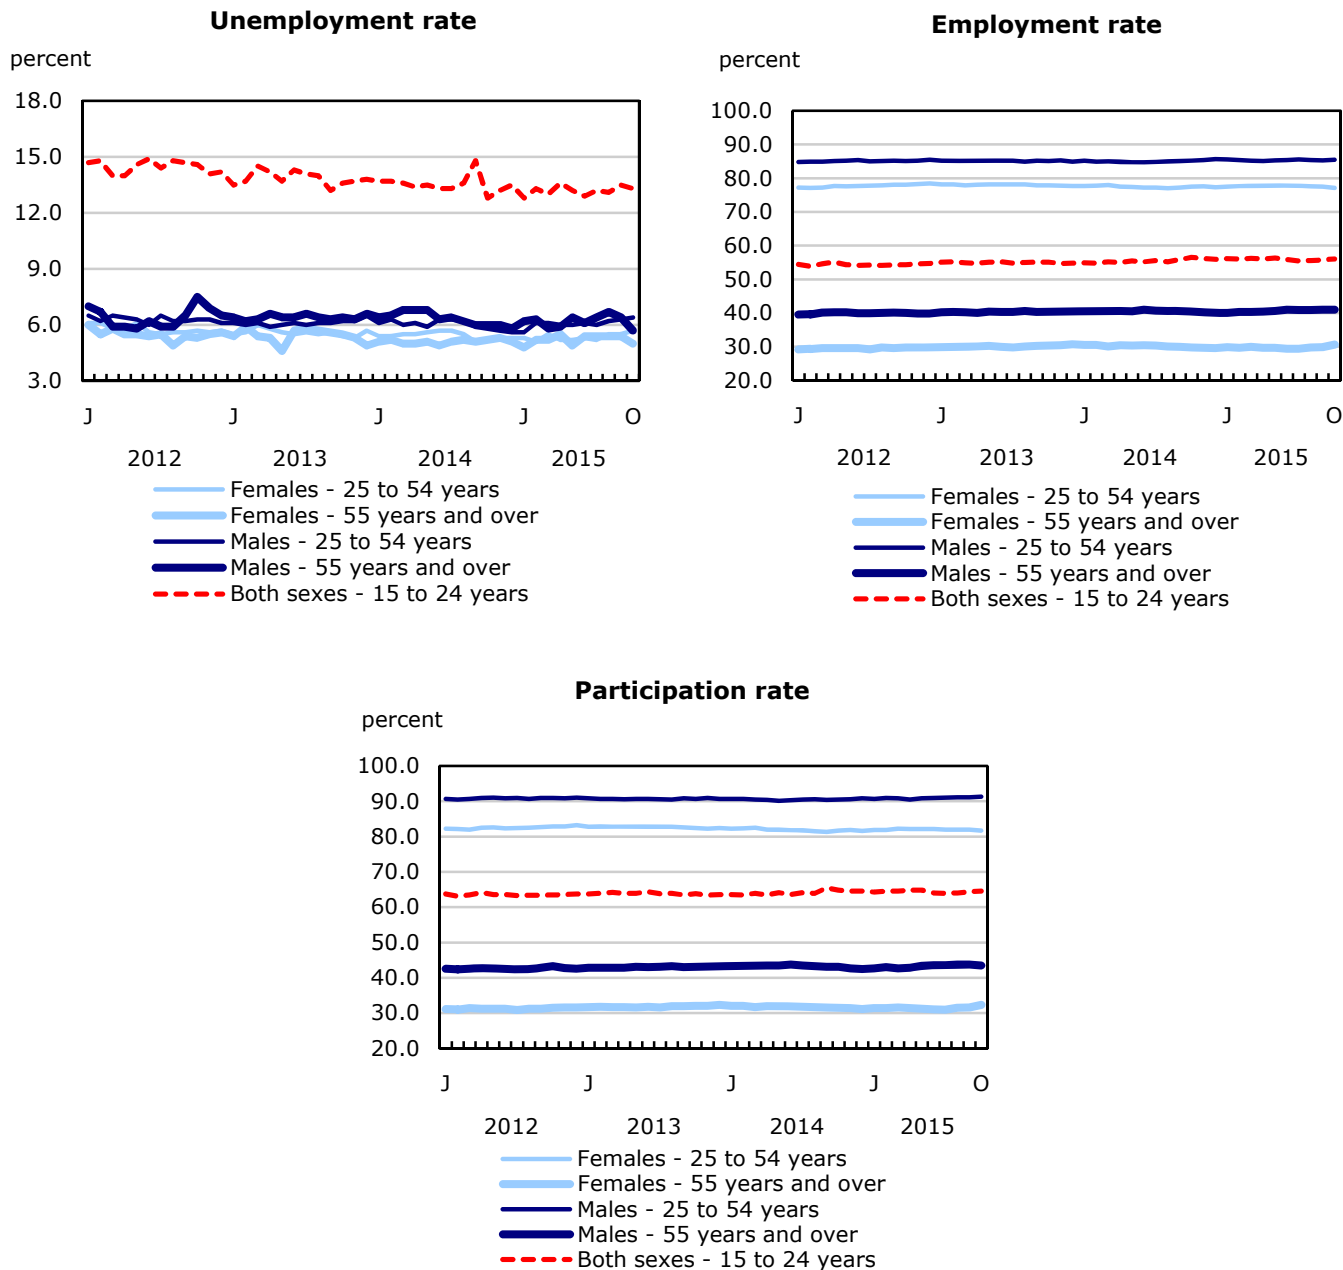 Unemployment rate
percent
18.0
15.0
12.0
9.0
6.0
3.0
J J J J O
2012 2013 2014 2015
Females - 25 to 54 years
Females - 55 years and over
Males - 25 to 54 years
Males - 55 years and over
Both sexes - 15 to 24 years
Employment rate
percent
100.0
90.0
80.0
70.0
60.0
50.0
40.0
30.0
20.0
J J J J O
2012 2013 2014 2015
Females - 25 to 54 years
Females - 55 years and over
Males - 25 to 54 years
Males - 55 years and over
Both sexes - 15 to 24 years
Participation rate
percent
100.0
90.0
80.0
70.0
60.0
50.0
40.0
30.0
20.0
J J J J O
2012 2013 2014 2015
Females - 25 to 54 years
Females - 55 years and over
Males - 25 to 54 years
Males - 55 years and over
Both sexes - 15 to 24 years